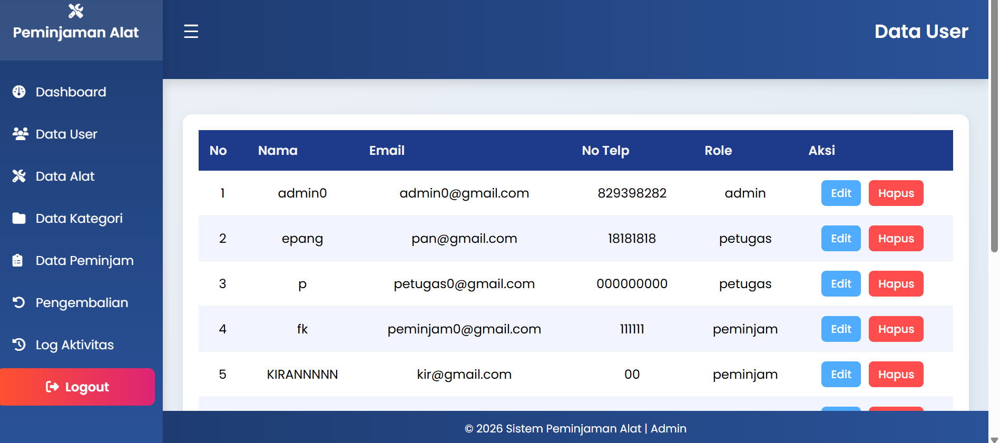 Peminjaman Alat
☰
Data User
Dashboard
Data User
Data Alat
Data Kategori
Data Peminjam
Pengembalian
Log Aktivitas
Logout
No Nama Email No Telp Role Aksi
1 admin0 admin0@gmail.com 829398282 admin Edit Hapus
2 epang pan@gmail.com 18181818 petugas Edit Hapus
3 p petugas0@gmail.com 000000000 petugas Edit Hapus
4 fk peminjam0@gmail.com 111111 peminjam Edit Hapus
5 KIRANNNNN kir@gmail.com 00 peminjam Edit Hapus
© 2026 Sistem Peminjaman Alat | Admin